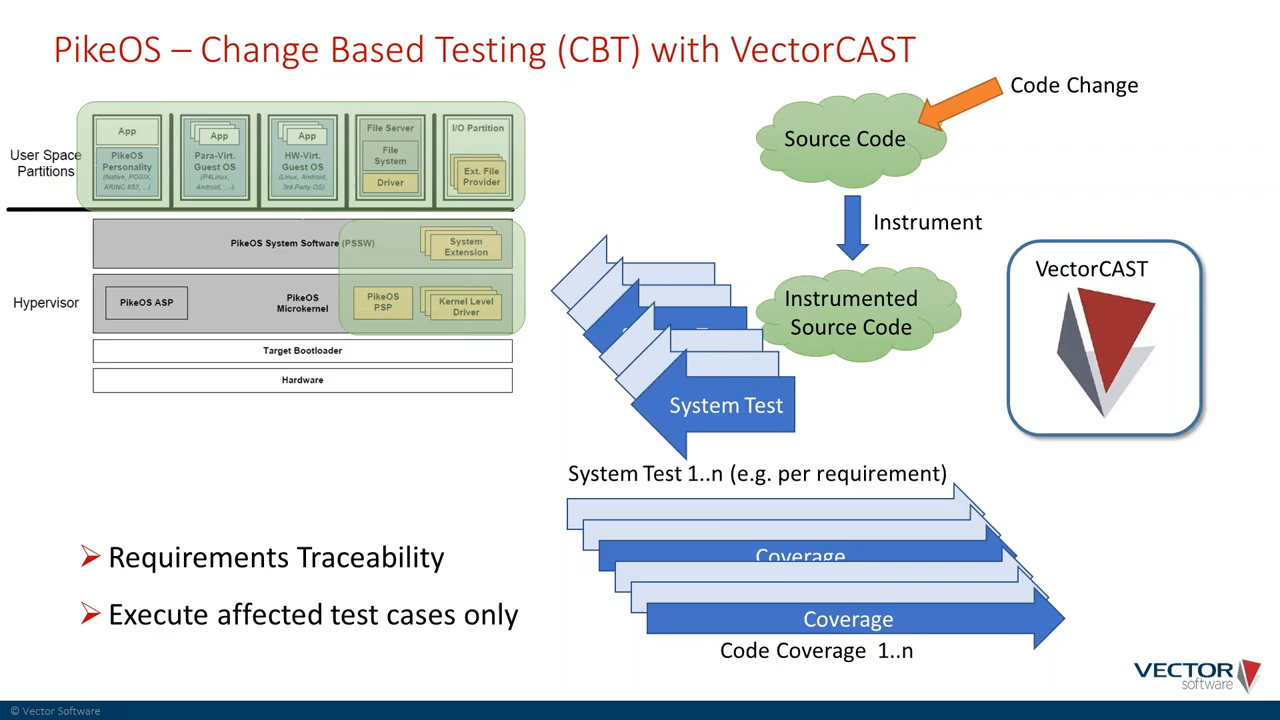 PikeOS – Change Based Testing (CBT) with VectorCAST
User Space
Partitions
App
PikeOS
Personality
(Native, POSIX,
ARINC 653, ...)
App
Para-Virt.
Guest OS
(P4Linux,
Android, ...)
App
HW-Virt.
Guest OS
(Linux, Android,
3rd Party OS)
File Server
File
System
Driver
I/O Partition
Ext. File
Provider
Hypervisor
PikeOS System Software (PSSW)
System
Extension
PikeOS ASP
PikeOS
Microkernel
PikeOS
PSP
Kernel Level
Driver
Target Bootloader
Hardware
Code Change
Source Code
Instrument
Instrumented
Source Code
VectorCAST
System Test
System Test 1..n (e.g. per requirement)
Coverage
Coverage
Code Coverage 1..n
Requirements Traceability
Execute affected test cases only
VECTOR
software
© Vector Software